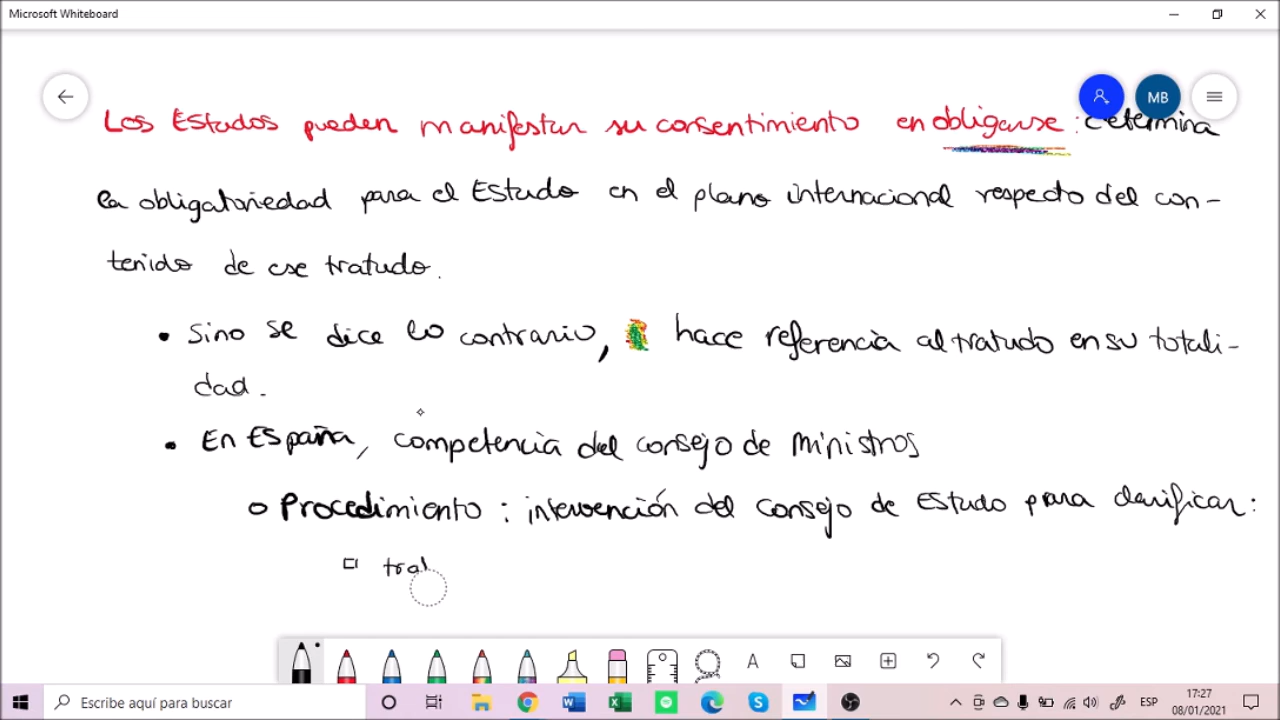 Microsoft Whiteboard
MB
Los Estados pueden manifestar su consentimiento en obligarse: determina
la obligatoriedad para el Estado en el plano internacional respecto del con-
tenido de ese tratado.
• Sino se dice lo contrario, hace referencia al tratado en su totali-
dad.
• En España, competencia del consejo de ministros
o Procedimiento: intervención del consejo de Estado para clarificar:
▫ trat
A
Escribe aquí para buscar
ESP
17:27
08/01/2021